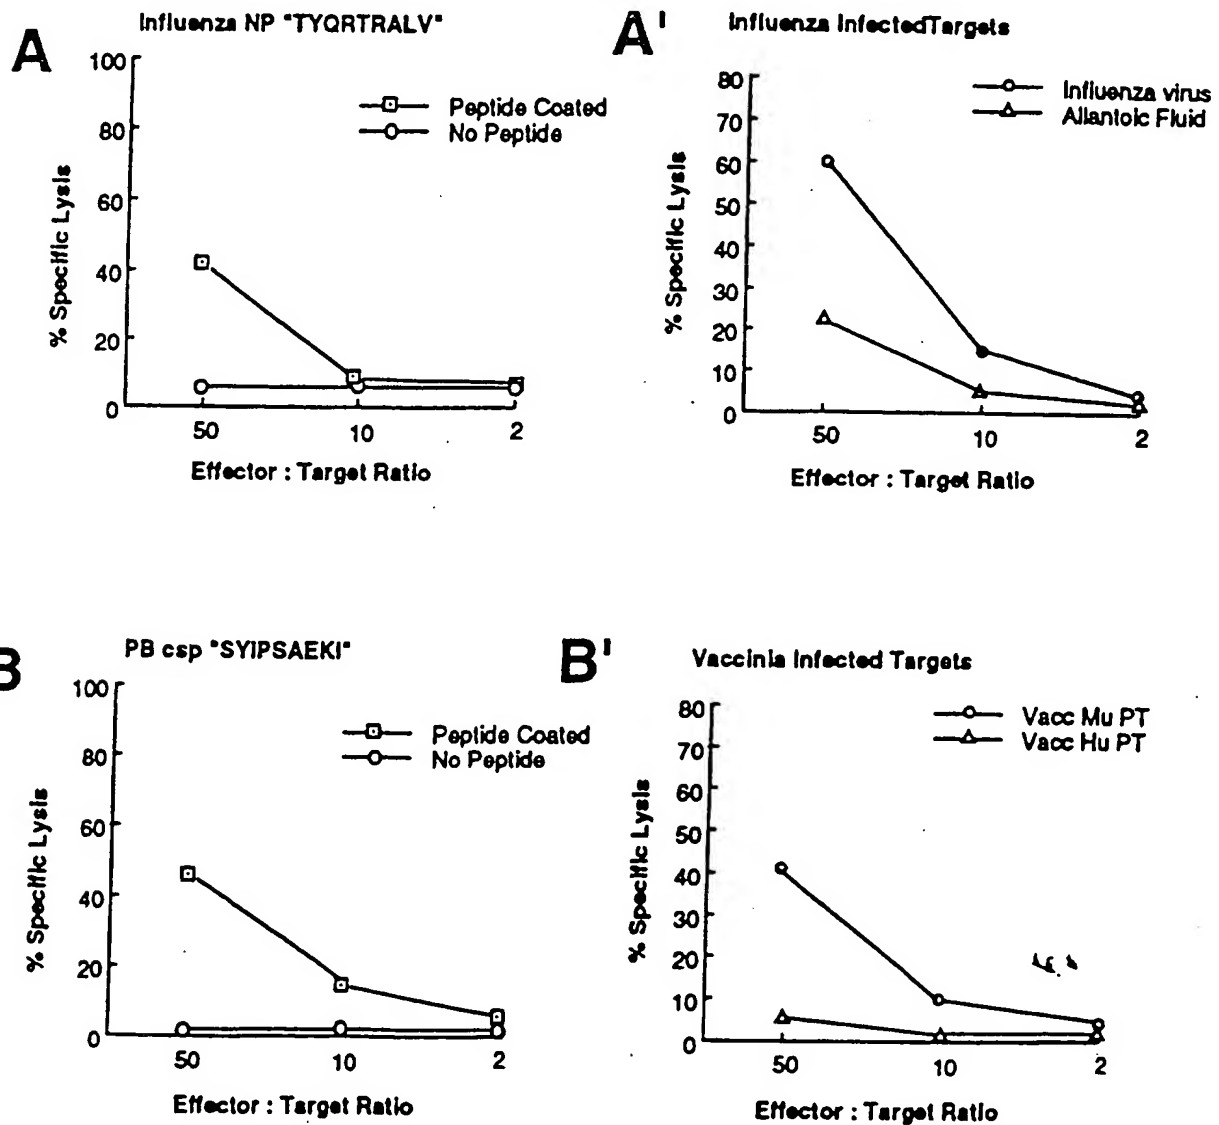 A
Influenza NP "TYQRTRALV"
100
80
60
40
20
0
% Specific Lysis
Peptide Coated
No Peptide
50 10 2
Effector : Target Ratio
A'
Influenza InfectedTargets
80
70
60
50
40
30
20
10
0
% Specific Lysis
Influenza virus
Allantoic Fluid
50 10 2
Effector : Target Ratio
B
PB csp "SYIPSAEKI"
100
80
60
40
20
0
% Specific Lysis
Peptide Coated
No Peptide
50 10 2
Effector : Target Ratio
B'
Vaccinia Infected Targets
80
70
60
50
40
30
20
10
0
% Specific Lysis
Vacc Mu PT
Vacc Hu PT
50 10 2
Effector : Target Ratio